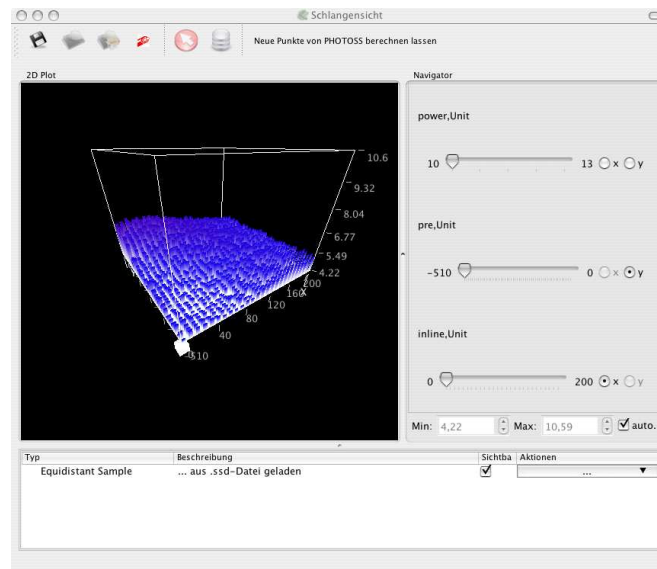 Schlangensicht
Neue Punkte von PHOTOSS berechnen lassen
2D Plot
10.6
9.32
8.04
6.77
5.49
4.22
X
200
160
120
80
40
-510
Navigator
power,Unit
10 13 x y
pre,Unit
-510 0 x y
inline,Unit
0 200 x y
Min: 4,22 Max: 10,59 auto.
Typ Beschreibung Sichtba Aktionen
Equidistant Sample ... aus .ssd-Datei geladen ...